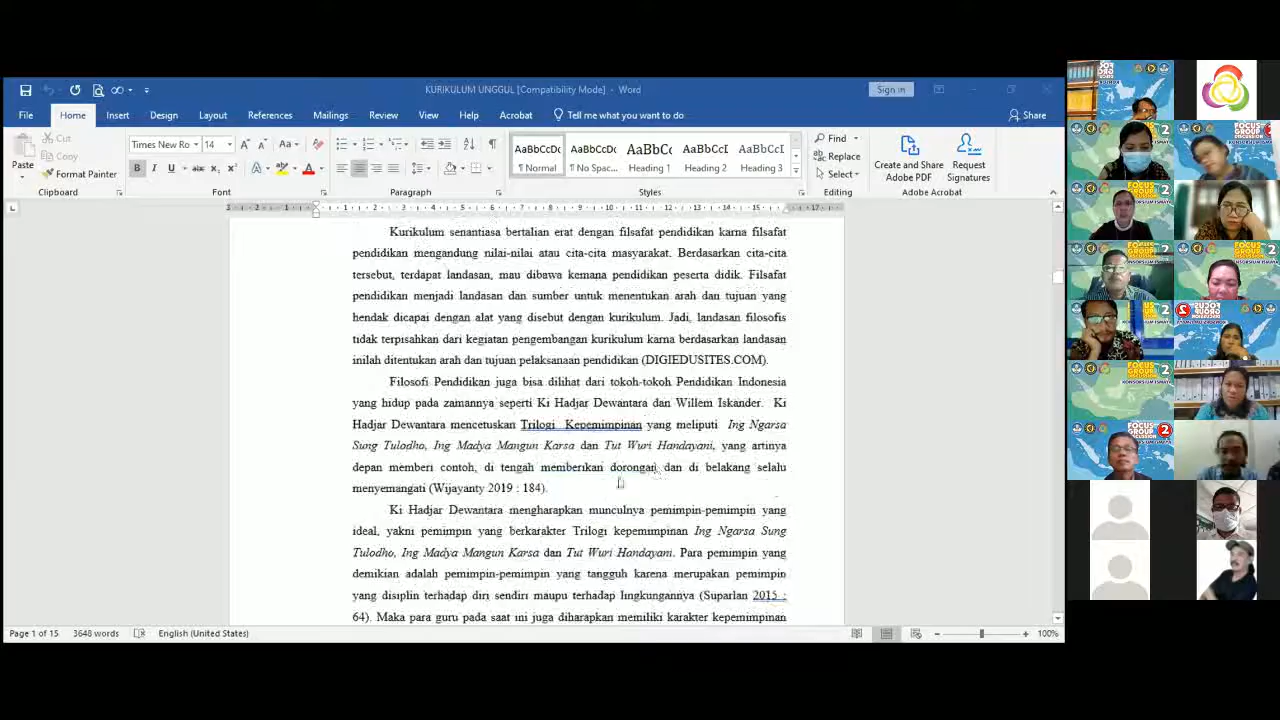 KURIKULUM UNGGUL [Compatibility Mode] - Word
Sign in
File Home Insert Design Layout References Mailings Review View Help Acrobat Tell me what you want to do Share
Paste
Cut
Copy
Format Painter
Clipboard
Times New Ro 14
Aa
B I U abc
Font
Paragraph
AaBbCcDc AaBbCcDc AaBbCc AaBbCcI AaBbCcI
¶ Normal ¶ No Spac... Heading 1 Heading 2 Heading 3
Styles
Find
Replace
Select
Editing
Create and Share Adobe PDF
Request Signatures
Adobe Acrobat
Kurikulum senantiasa bertalian erat dengan filsafat pendidikan karna filsafat
pendidikan mengandung nilai-nilai atau cita-cita masyarakat. Berdasarkan cita-cita
tersebut, terdapat landasan, mau dibawa kemana pendidikan peserta didik. Filsafat
pendidikan menjadi landasan dan sumber untuk menentukan arah dan tujuan yang
hendak dicapai dengan alat yang disebut dengan kurikulum. Jadi, landasan filosofis
tidak terpisahkan dari kegiatan pengembangan kurikulum karna berdasarkan landasan
inilah ditentukan arah dan tujuan pelaksanaan pendidikan (DIGIEDUSITES.COM).
Filosofi Pendidikan juga bisa dilihat dari tokoh-tokoh Pendidikan Indonesia
yang hidup pada zamannya seperti Ki Hadjar Dewantara dan Willem Iskander. Ki
Hadjar Dewantara mencetuskan Trilogi Kepemimpinan yang meliputi Ing Ngarsa
Sung Tulodho, Ing Madya Mangun Karsa dan Tut Wuri Handayani, yang artinya
depan memberi contoh, di tengah memberikan dorongan dan di belakang selalu
menyemangati (Wijayanty 2019 : 184).
Ki Hadjar Dewantara mengharapkan munculnya pemimpin-pemimpin yang
ideal, yakni pemimpin yang berkarakter Trilogi kepemimpinan Ing Ngarsa Sung
Tulodho, Ing Madya Mangun Karsa dan Tut Wuri Handayani. Para pemimpin yang
demikian adalah pemimpin-pemimpin yang tangguh karena merupakan pemimpin
yang disiplin terhadap diri sendiri maupun terhadap lingkungannya (Suparlan 2015 :
64). Maka para guru pada saat ini juga diharapkan memiliki karakter kepemimpinan
Page 1 of 15 3648 words English (United States) 100%
FOCUS GROUP DISCUSSION 2